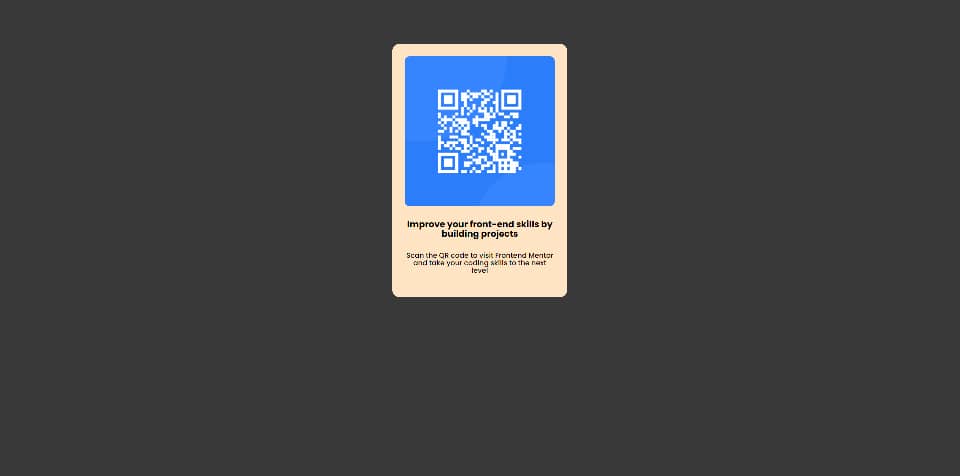 Improve your front-end skills by
building projects
Scan the QR code to visit Frontend Mentor
and take your coding skills to the next
level